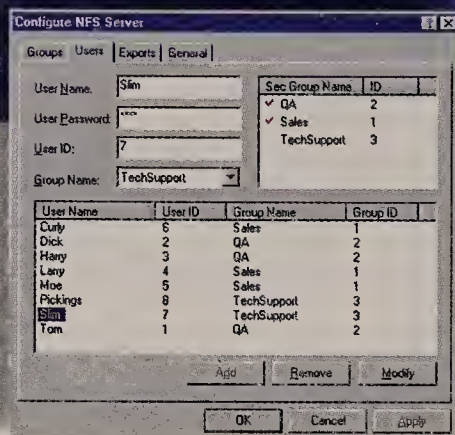 Configure NFS Server
Groups Users Exports General
User Name: Slim
User Password: ****
User ID: 7
Group Name: TechSupport
Sec Group Name ID
QA 2
Sales 1
TechSupport 3
User Name User ID Group Name Group ID
Curly 6 Sales 1
Dick 2 QA 2
Harry 3 QA 2
Larry 4 Sales 1
Moe 5 Sales 1
Pickings 8 TechSupport 3
Slim 7 TechSupport 3
Tom 1 QA 2
Add Remove Modify
OK Cancel Apply